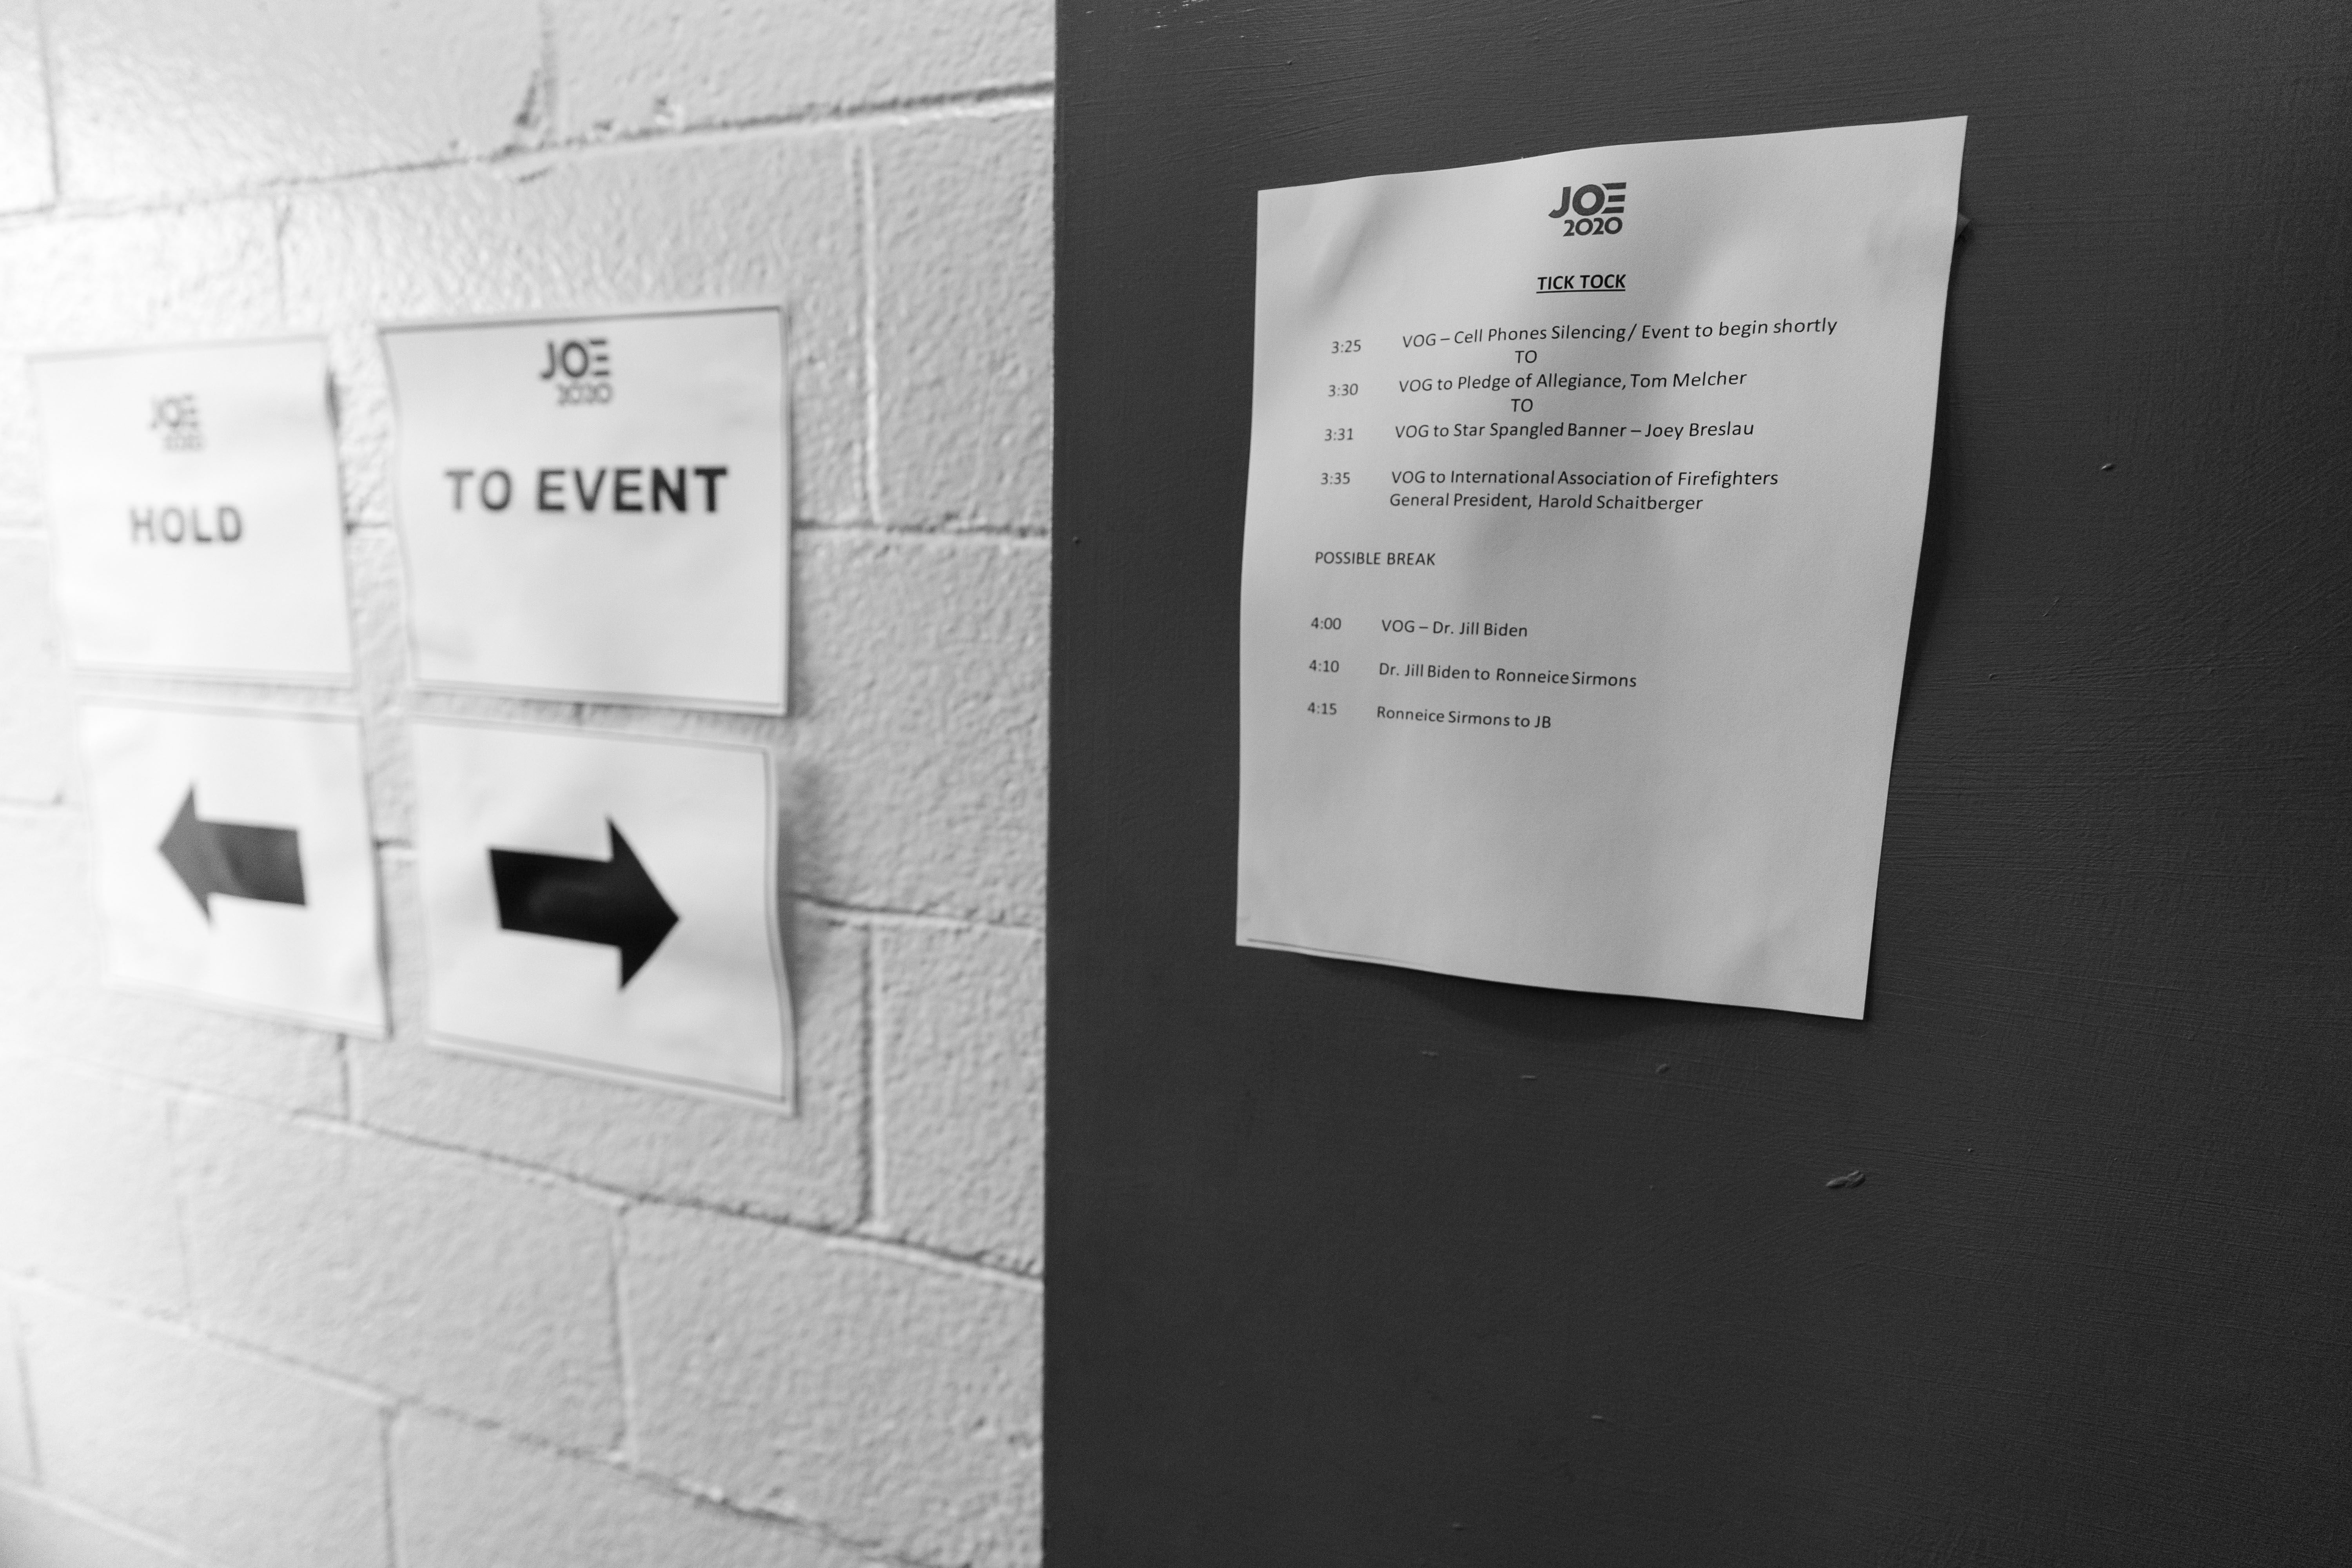 JOE
2020
HOLD
JOE
2020
TO EVENT
JOE
2020
TICK TOCK
3:25 VOG – Cell Phones Silencing/ Event to begin shortly
TO
3:30 VOG to Pledge of Allegiance, Tom Melcher
TO
3:31 VOG to Star Spangled Banner – Joey Breslau
3:35 VOG to International Association of Firefighters
General President, Harold Schaitberger
POSSIBLE BREAK
4:00 VOG – Dr. Jill Biden
4:10 Dr. Jill Biden to Ronneice Sirmons
4:15 Ronneice Sirmons to JB